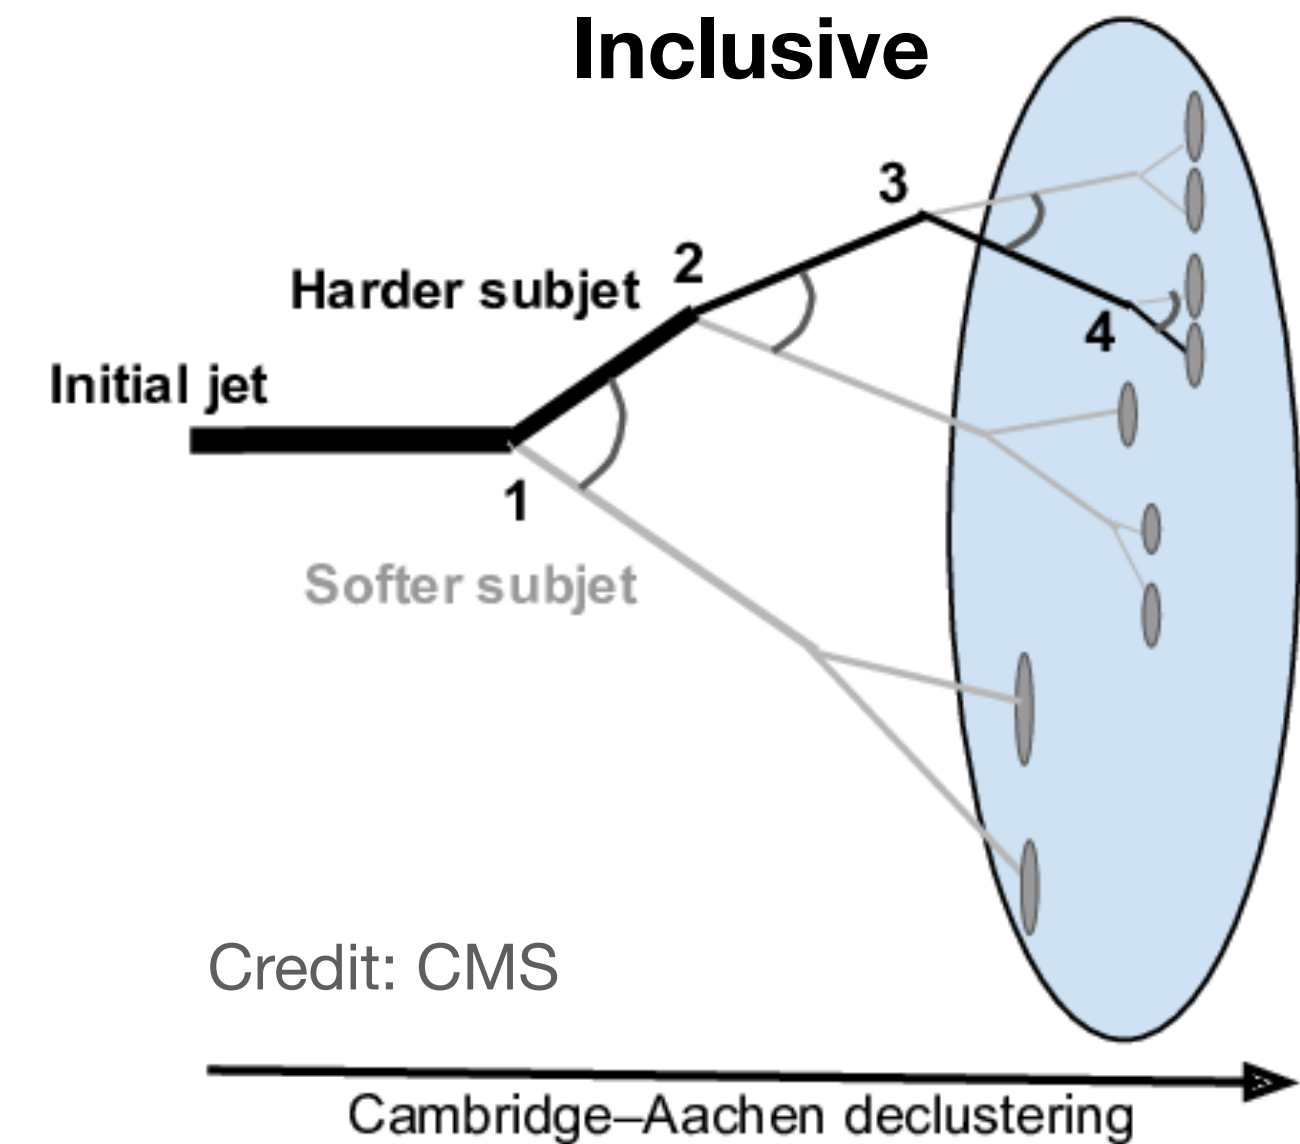 Inclusive
3
2
Harder subjet
4
Initial jet
1
Softer subjet
Credit: CMS
Cambridge–Aachen declustering